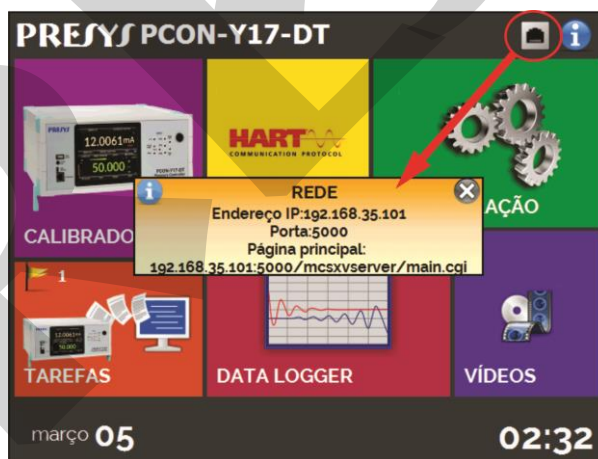 PRESYS PCON-Y17-DT
12.0061mA
50.000
HART
COMMUNICATION PROTOCOL
REDE
Endereço IP:192.168.35.101
Porta:5000
Página principal:
192.168.35.101:5000/mcsxvserver/main.cgi
CALIBRADO
AÇÃO
1
TAREFAS
DATA LOGGER
VÍDEOS
março 05
02:32